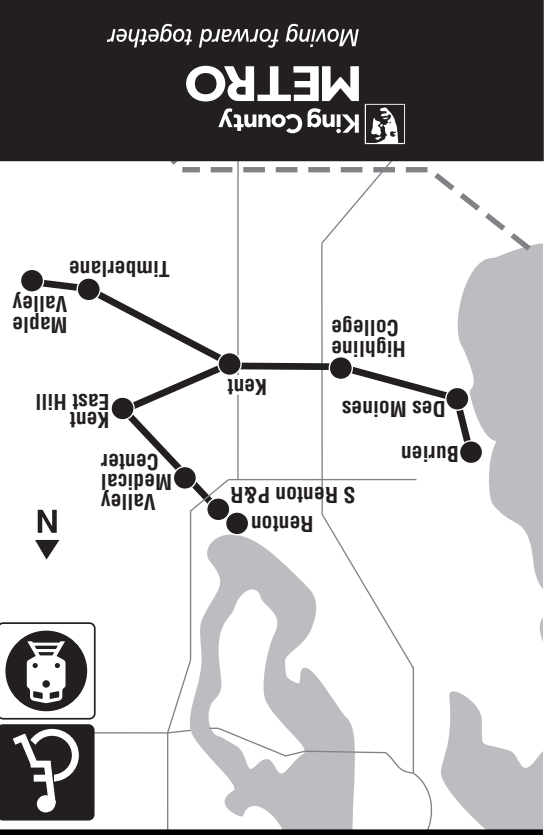 N
Renton
S Renton P&R
Valley
Medical
Center
Burien
Kent
East Hill
Des Moines
Kent
Highline
College
Maple
Valley
Timberlane
King County
METRO
Moving forward together